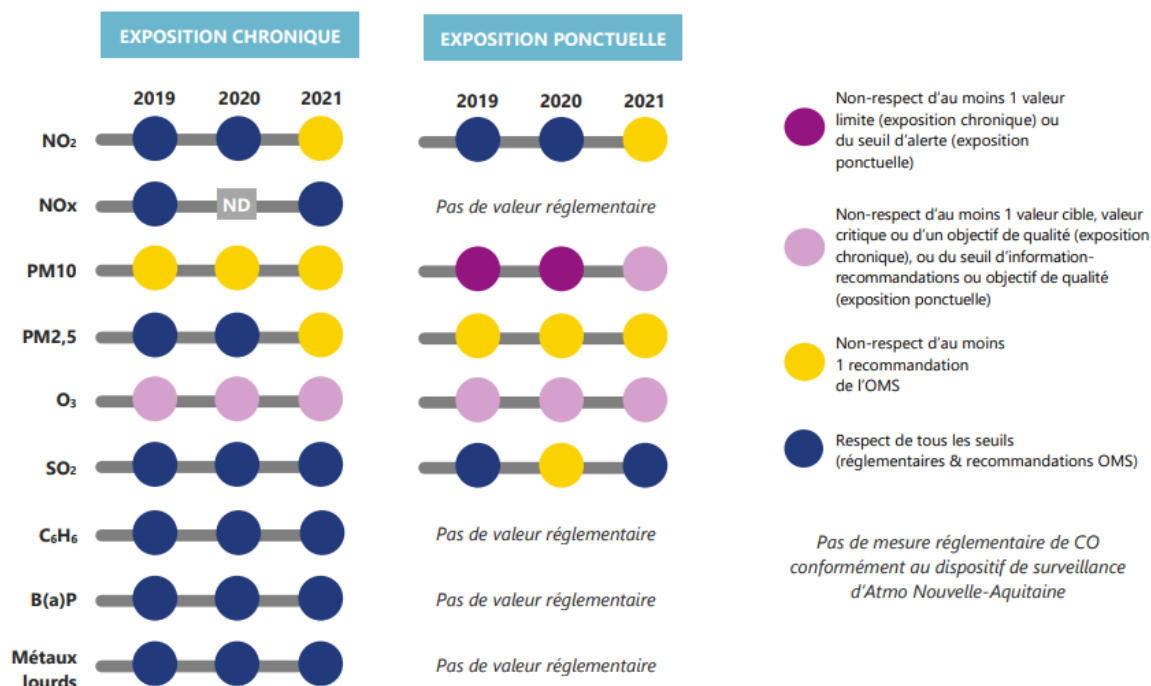 EXPOSITION CHRONIQUE
EXPOSITION PONCTUELLE
2019 2020 2021
2019 2020 2021
NO₂
NOx
ND
Pas de valeur réglementaire
PM10
PM2,5
O₃
SO₂
C₆H₆
Pas de valeur réglementaire
B(a)P
Pas de valeur réglementaire
Métaux
lourds
Pas de valeur réglementaire
Non-respect d'au moins 1 valeur
limite (exposition chronique) ou
du seuil d'alerte (exposition
ponctuelle)
Non-respect d'au moins 1 valeur cible, valeur
critique ou d'un objectif de qualité (exposition
chronique), ou du seuil d'information-
recommandations ou objectif de qualité
(exposition ponctuelle)
Non-respect d'au moins
1 recommandation
de l'OMS
Respect de tous les seuils
(réglementaires & recommandations OMS)
Pas de mesure réglementaire de CO
conformément au dispositif de surveillance
d'Atmo Nouvelle-Aquitaine